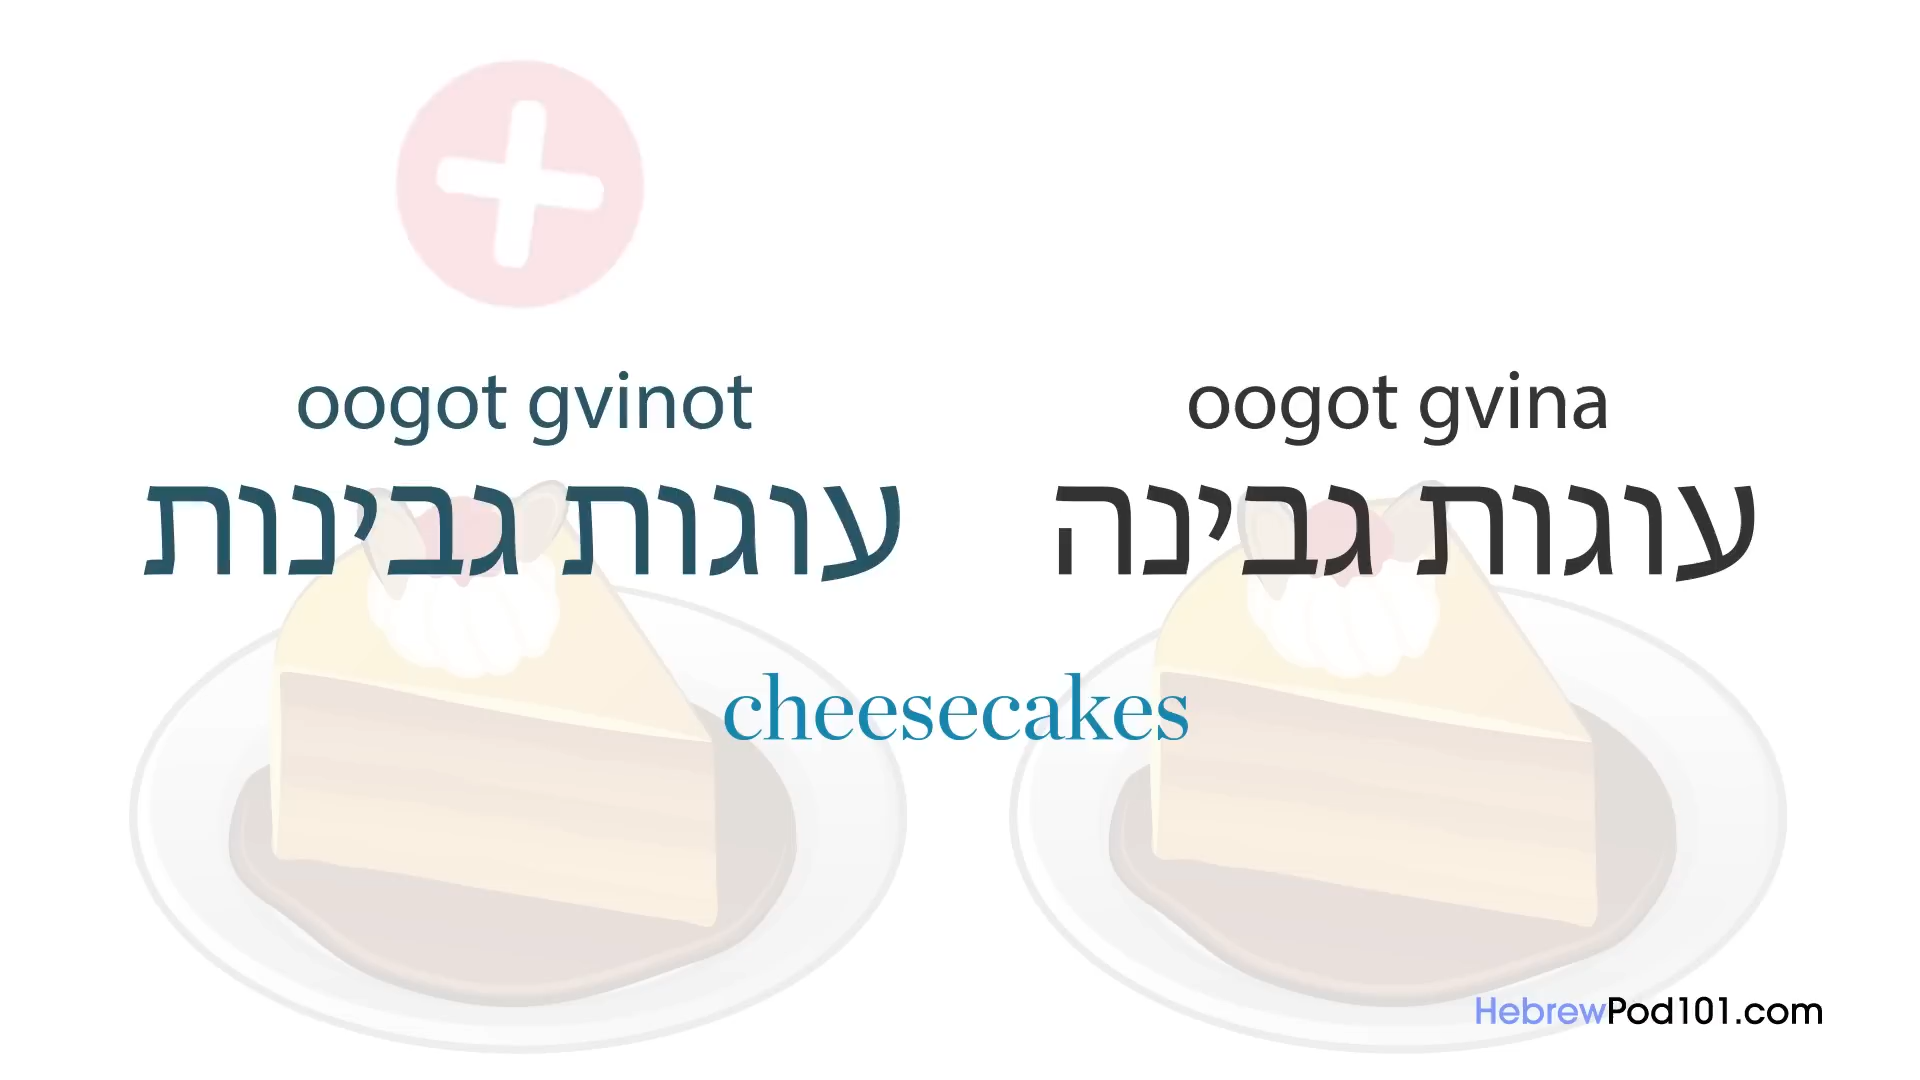 oogot gvinot
עוגות גבינות
oogot gvina
עוגות גבינה
cheesecakes
HebrewPod101.com